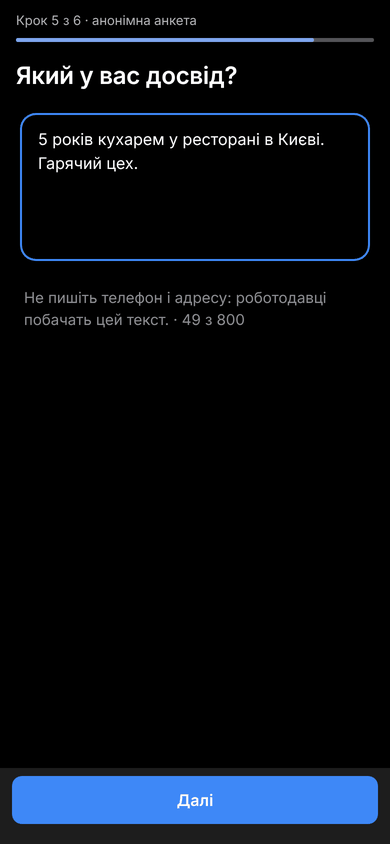 Крок 5 з 6 · анонімна анкета
Який у вас досвід?
5 років кухарем у ресторані в Києві.
Гарячий цех.
Не пишіть телефон і адресу: роботодавці
побачать цей текст. · 49 з 800
Далі